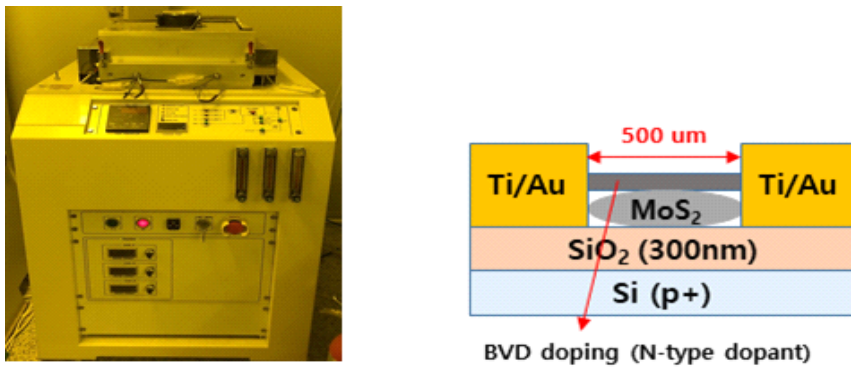 500 um
Ti/Au
Ti/Au
MoS₂
SiO₂ (300nm)
Si (p+)
BVD doping (N-type dopant)